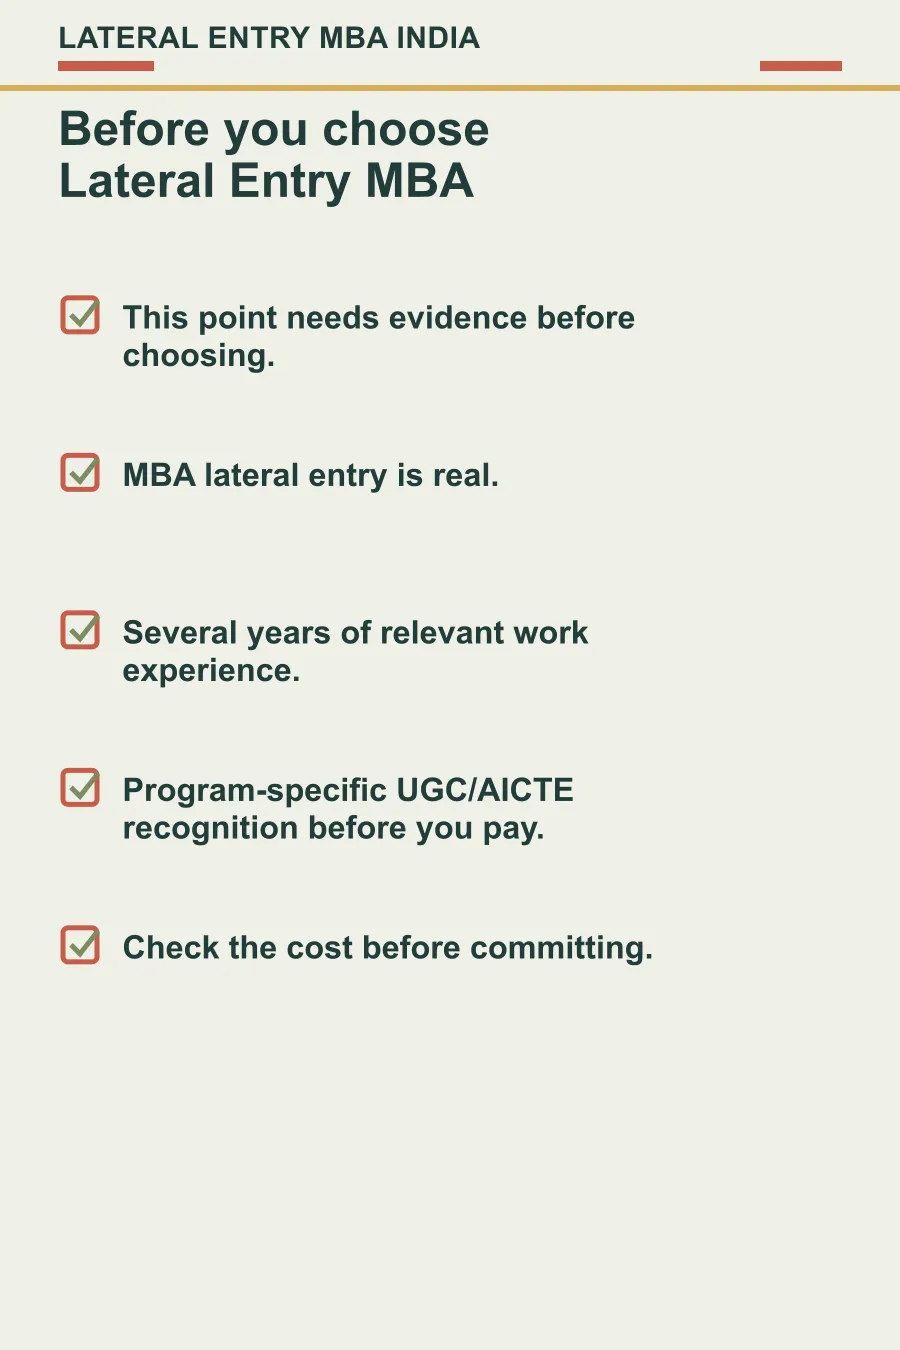 LATERAL ENTRY MBA INDIA
Before you choose
Lateral Entry MBA
This point needs evidence before
choosing.
MBA lateral entry is real.
Several years of relevant work
experience.
Program-specific UGC/AICTE
recognition before you pay.
Check the cost before committing.